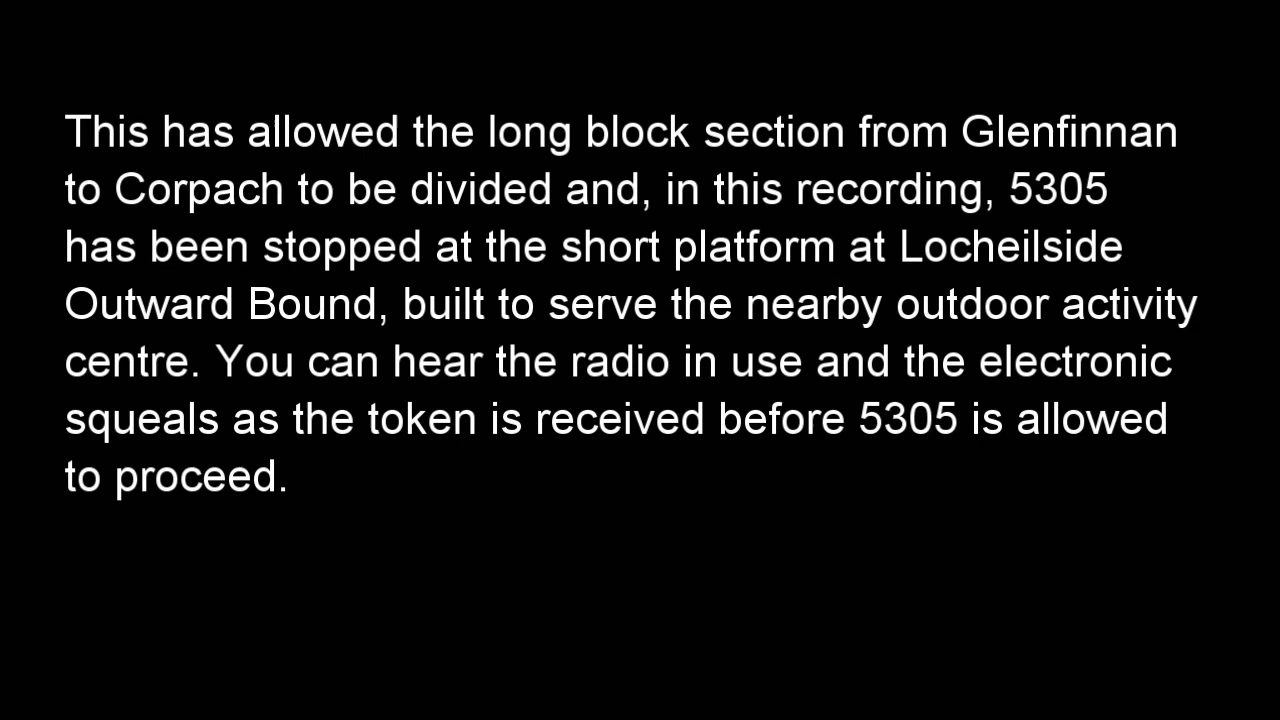 This has allowed the long block section from Glenfinnan
to Corpach to be divided and, in this recording, 5305
has been stopped at the short platform at Locheilside
Outward Bound, built to serve the nearby outdoor activity
centre. You can hear the radio in use and the electronic
squeals as the token is received before 5305 is allowed
to proceed.